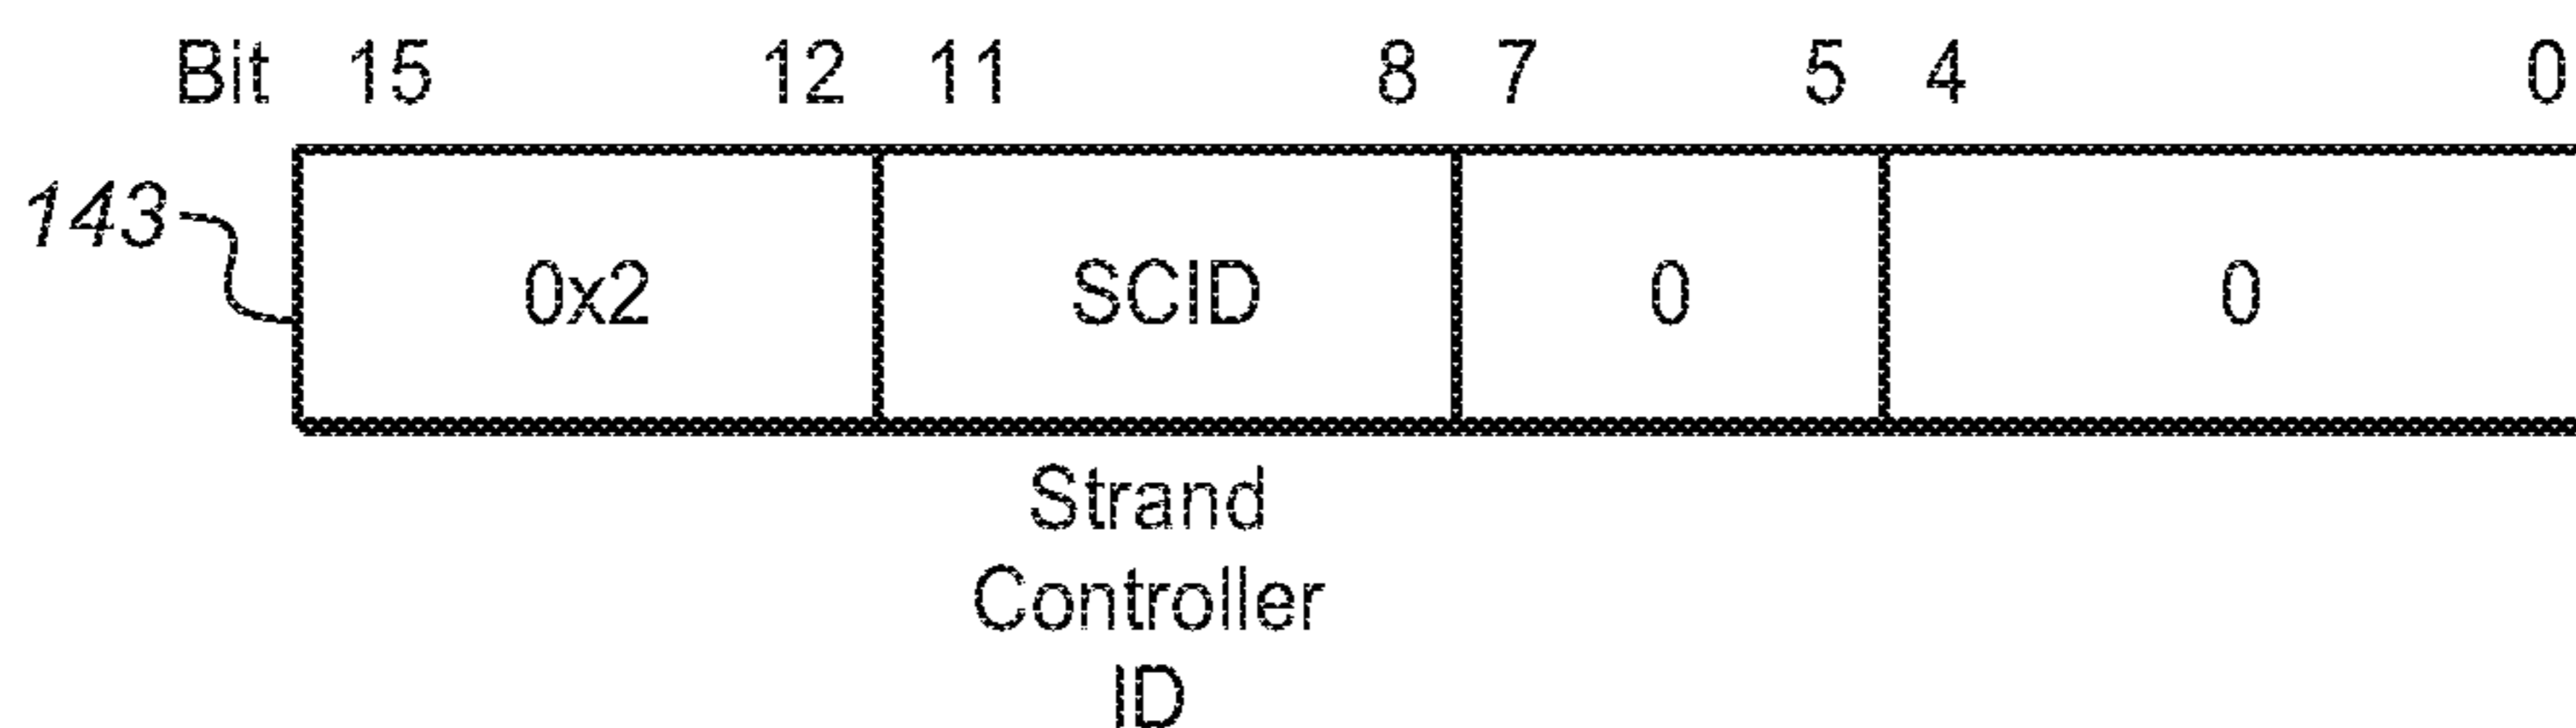 Bit 15 12 11 8 7 5 4 0
143
0x2 SCID 0 0
Strand
Controller
ID